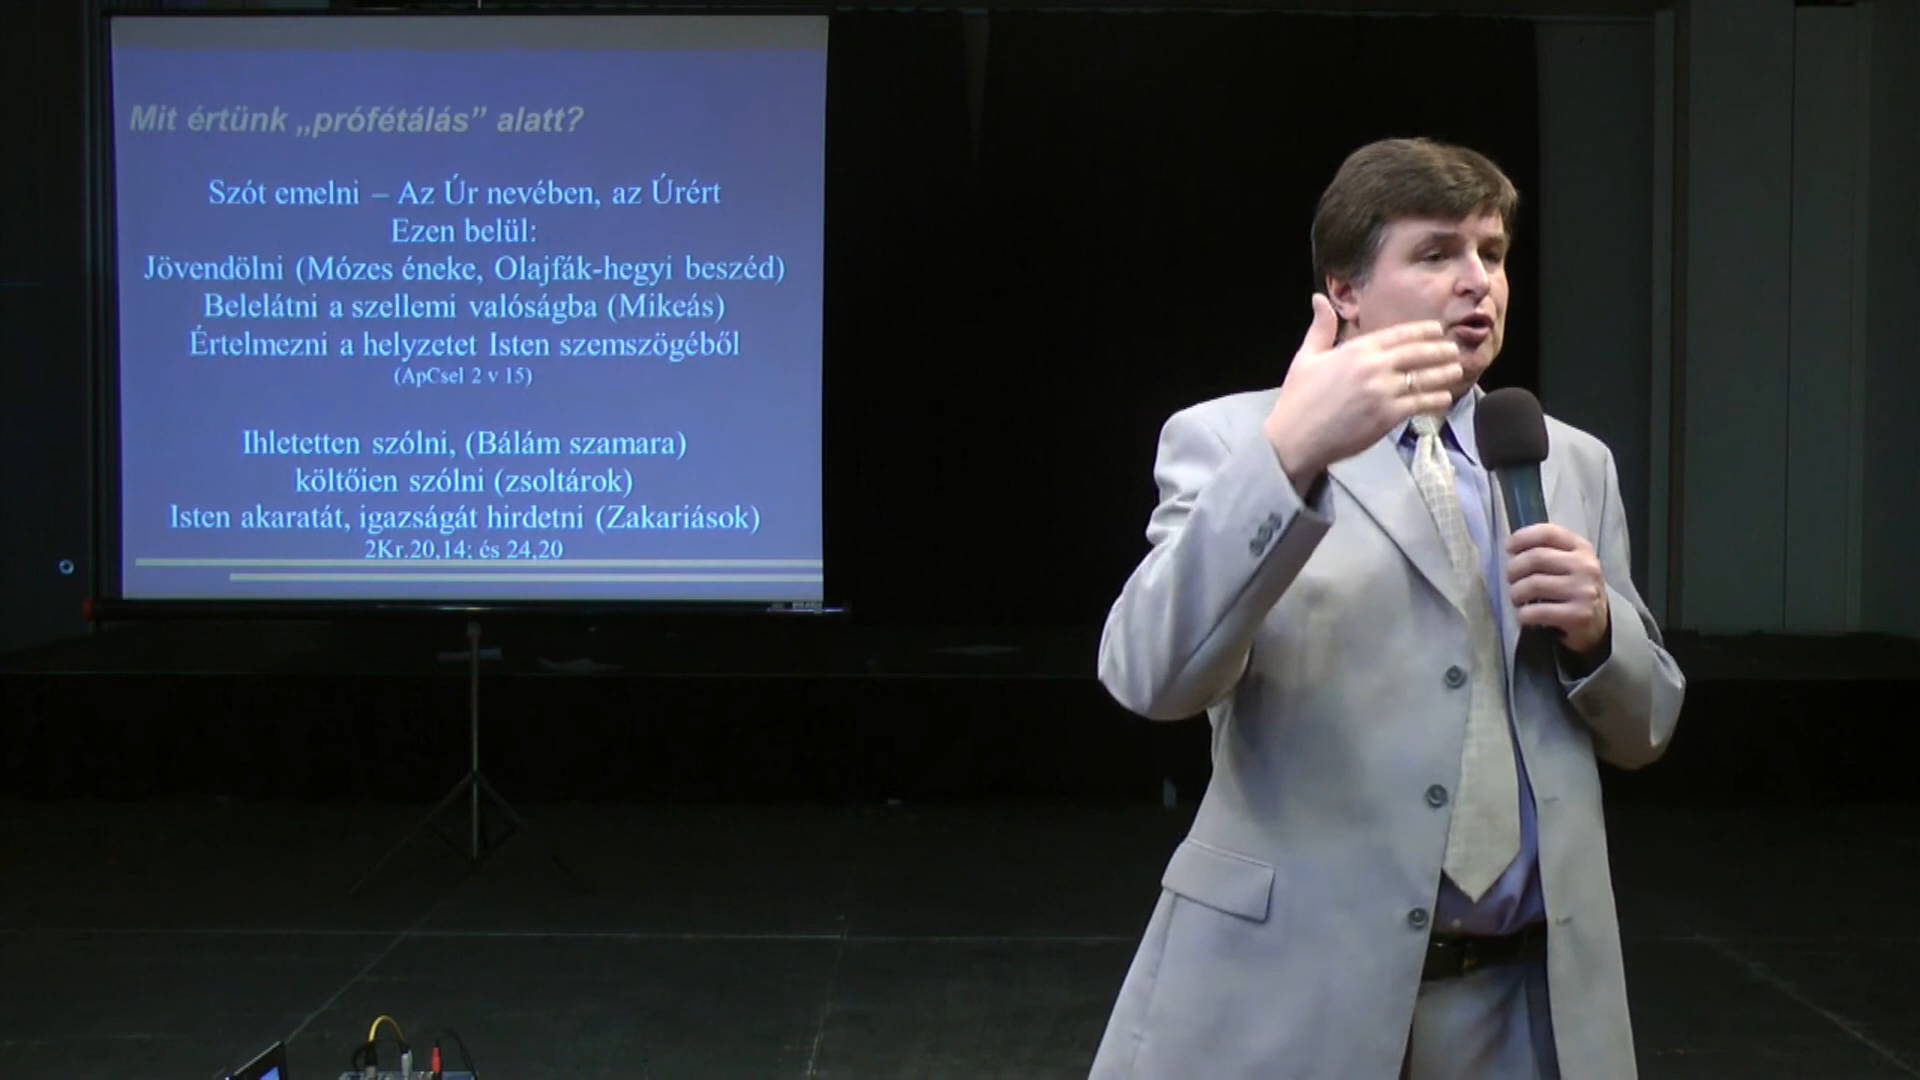 Mit értünk „prófétálás” alatt?
Szót emelni – Az Úr nevében, az Úrért
Ezen belül:
Jövendölni (Mózes éneke, Olajfák-hegyi beszéd)
Belelátni a szellemi valóságba (Mikeás)
Értelmezni a helyzetet Isten szemszögéből
(ApCsel 2 v 15)
Ihletetten szólni, (Bálám szamara)
költőien szólni (zsoltárok)
Isten akaratát, igazságát hirdetni (Zakariások)
2Kr.20,14; és 24,20